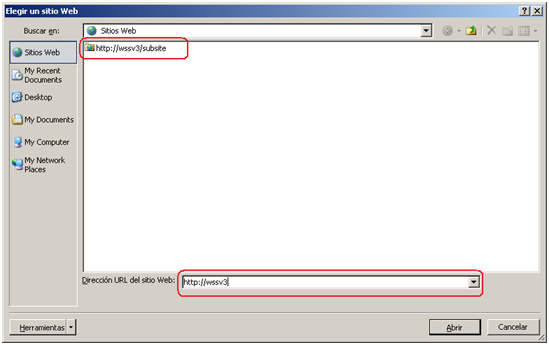 Elegir un sitio Web
Buscar en:
Sitios Web
Sitios Web
My Recent
Documents
Desktop
My Documents
My Computer
My Network
Places
http://wssv3/subsite
Dirección URL del sitio Web:
http://wssv3
Herramientas
Abrir
Cancelar